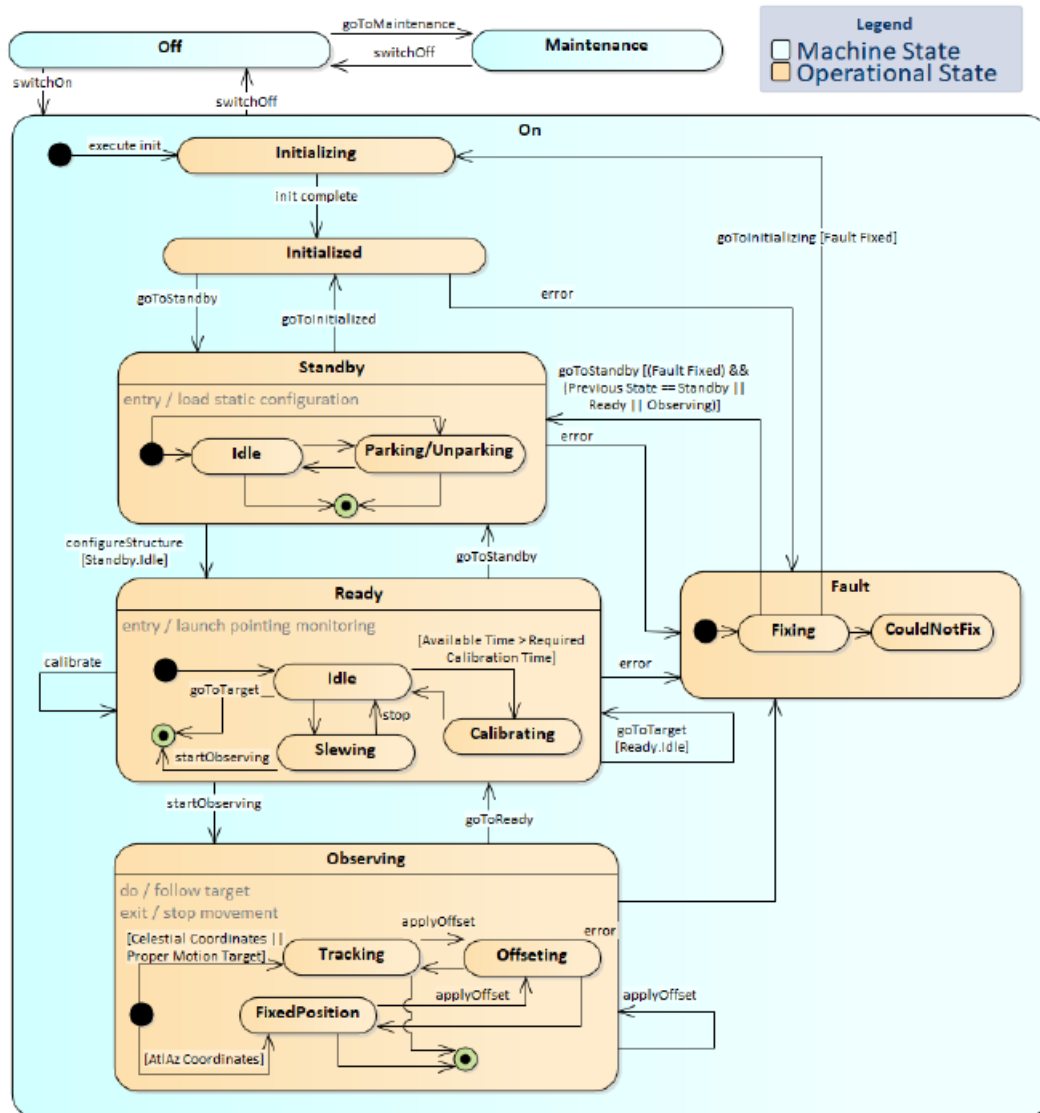 Legend
Machine State
Operational State
Off
goToMaintenance
switchOff
Maintenance
switchOn
switchOff
On
execute init
Initializing
init complete
goToInitializing [Fault Fixed]
Initialized
goToStandby
goToInitialized
error
Standby
entry / load static configuration
Idle
Parking/Unparking
goToStandby [(Fault Fixed) &&
(Previous State == Standby ||
Ready || Observing)]
error
configureStructure
[Standby.Idle]
goToStandby
Ready
entry / launch pointing monitoring
[Available Time > Required
Calibration Time]
calibrate
Idle
goToTarget
stop
Calibrating
Slewing
startObserving
error
goToTarget
[Ready.Idle]
Fault
Fixing
CouldNotFix
startObserving
goToReady
Observing
do / follow target
exit / stop movement
[Celestial Coordinates ||
Proper Motion Target]
Tracking
applyOffset
Offseting
error
FixedPosition
applyOffset
[AtlAz Coordinates]
applyOffset